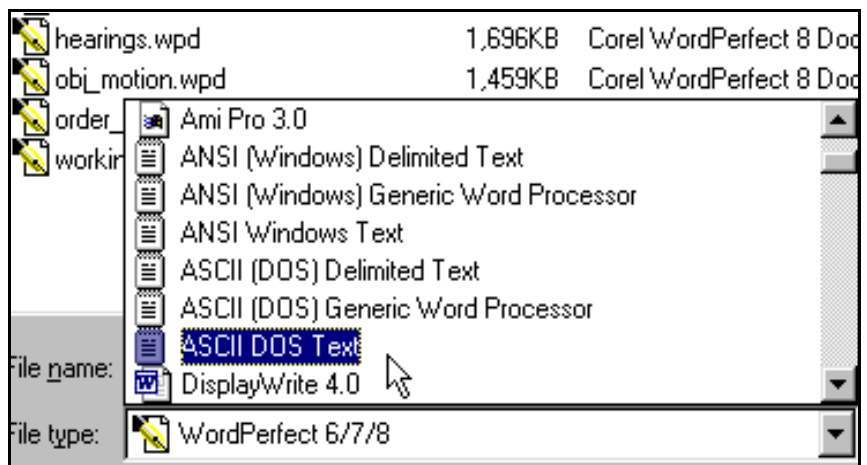 hearings.wpd 1,696KB Corel WordPerfect 8 Doc
obj_motion.wpd 1,459KB Corel WordPerfect 8 Doc
order_
workin
Ami Pro 3.0
ANSI (Windows) Delimited Text
ANSI (Windows) Generic Word Processor
ANSI Windows Text
ASCII (DOS) Delimited Text
ASCII (DOS) Generic Word Processor
ASCII DOS Text
DisplayWrite 4.0
File name:
File type: WordPerfect 6/7/8